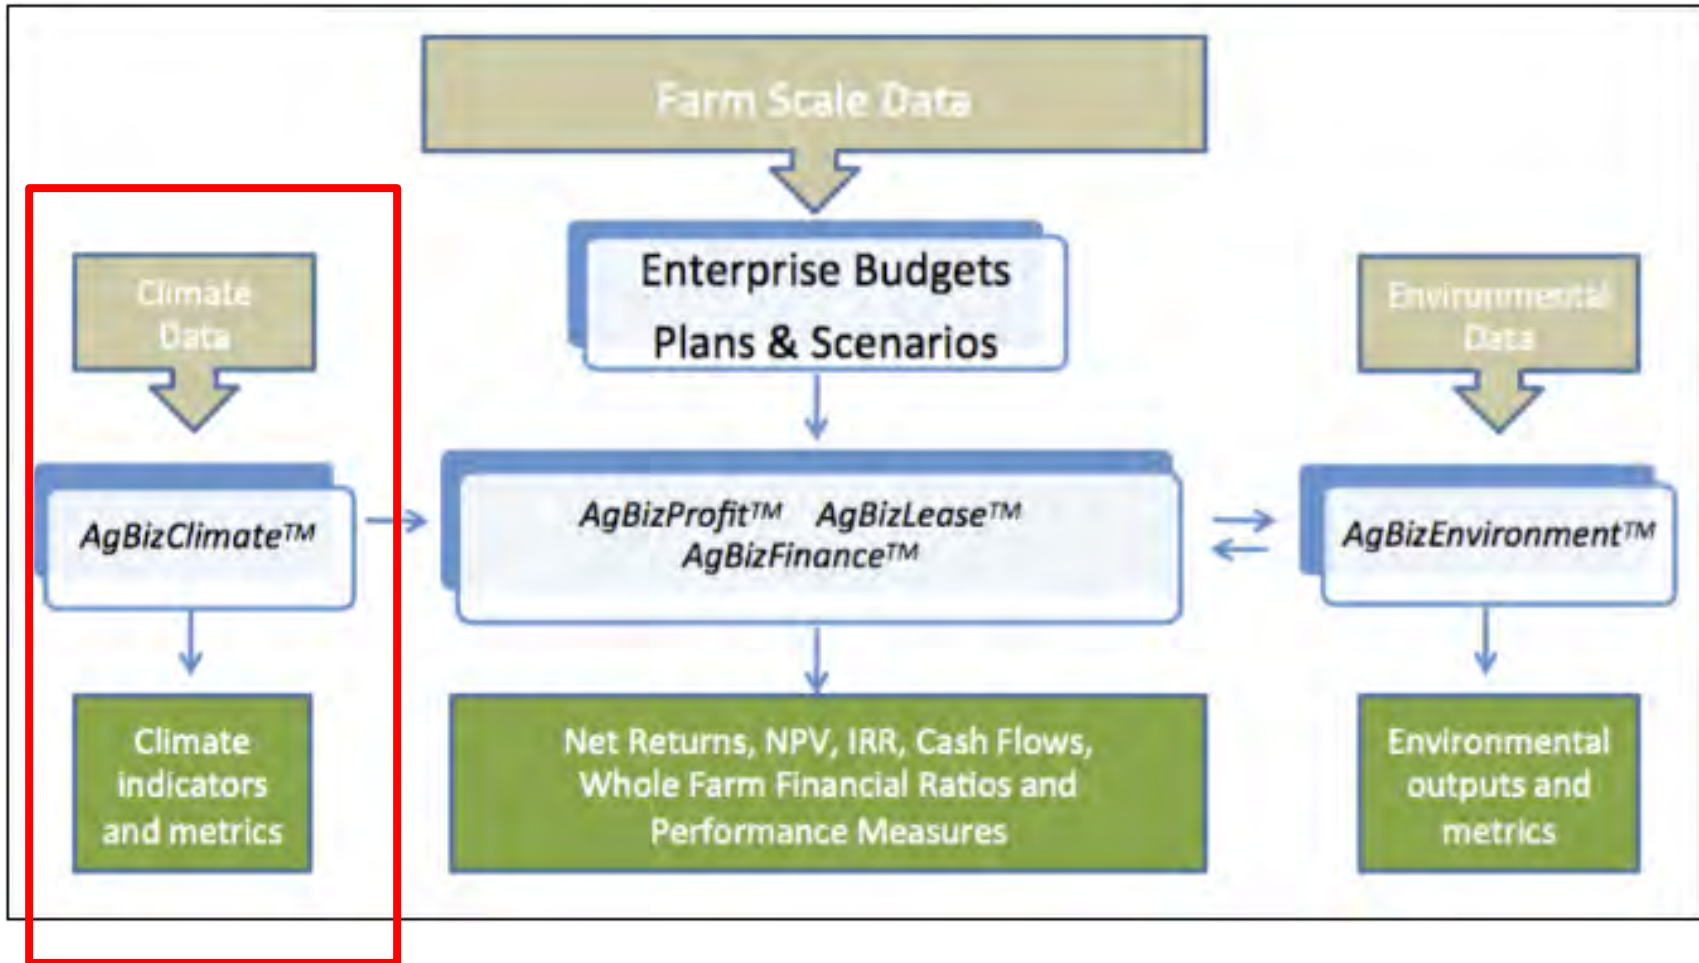 Farm Scale Data
Enterprise Budgets
Plans & Scenarios
Climate
Data
Environmental
Data
AgBizClimate™
AgBizProfit™ AgBizLease™
AgBizFinance™
AgBizEnvironment™
Climate
indicators
and metrics
Net Returns, NPV, IRR, Cash Flows,
Whole Farm Financial Ratios and
Performance Measures
Environmental
outputs and
metrics